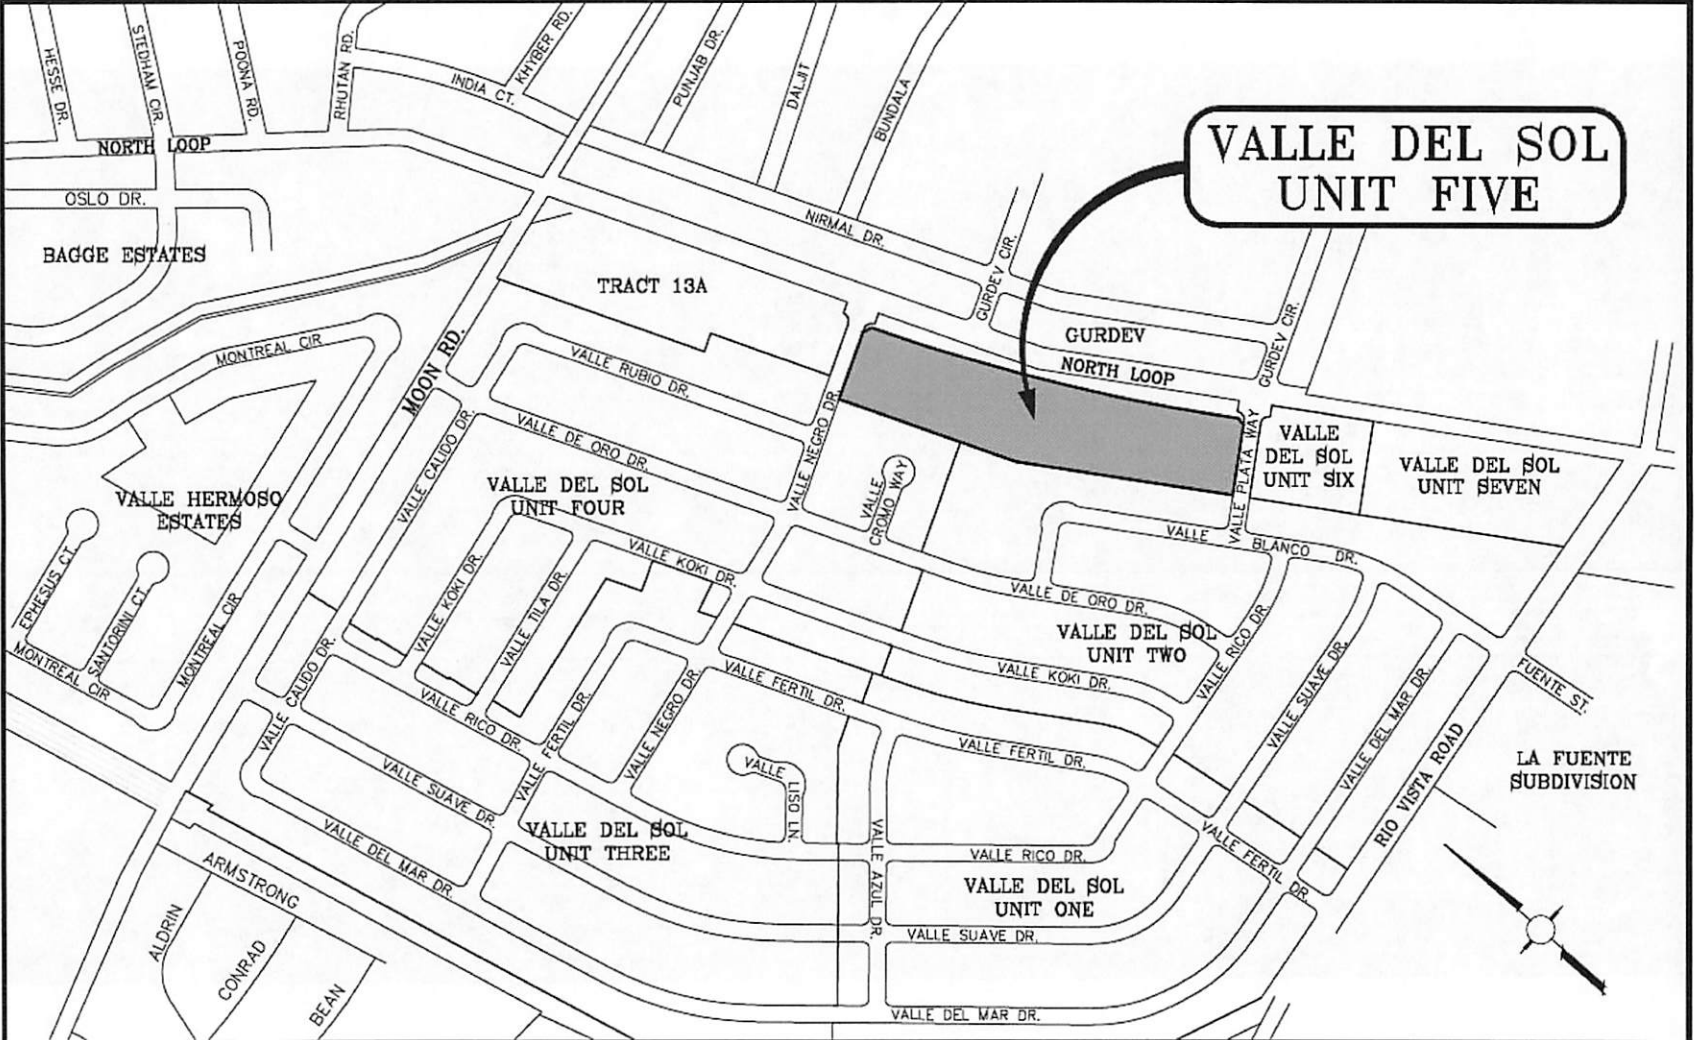 HESSE DR.
STEDHAM CIR.
POONA RD.
RHUTAN RD.
INDIA CT.
KHYBER RD.
PUNJAB DR.
DALJIT
BUNDALA
NORTH LOOP
OSLO DR.
BAGGE ESTATES
VALLE DEL SOL
UNIT FIVE
NIRMAL DR.
GURDEV CIR.
GURDEV CIR.
GURDEV
NORTH LOOP
TRACT 13A
MONTREAL CIR
MOON RD.
VALLE RUBIO DR.
VALLE DE ORO DR.
VALLE CALIDO DR.
VALLE NEGRO DR.
VALLE NEGRO DR.
VALLE
CROMO WAY
VALLE PLATA WAY
VALLE
DEL SOL
UNIT SIX
VALLE DEL SOL
UNIT SEVEN
VALLE HERMOSO
ESTATES
VALLE DEL SOL
UNIT FOUR
VALLE BLANCO DR.
EPHESUS CT.
SANTORINI CT.
MONTREAL CIR
MONTREAL CIR
VALLE KOKI DR.
VALLE KOKI DR.
VALLE TILA DR.
VALLE DE ORO DR.
VALLE DEL SOL
UNIT TWO
VALLE RICO DR.
VALLE KOKI DR.
VALLE SUAVE DR.
VALLE DEL MAR DR.
FUENTE ST.
RIO VISTA ROAD
LA FUENTE
SUBDIVISION
VALLE CALIDO DR.
VALLE RICO DR.
VALLE FERTIL DR.
VALLE NEGRO DR.
VALLE FERTIL DR.
VALLE FERTIL DR.
VALLE LISO LN.
VALLE SUAVE DR.
VALLE DEL MAR DR.
VALLE DEL SOL
UNIT THREE
VALLE AZUL DR.
VALLE RICO DR.
VALLE FERTIL DR.
VALLE DEL SOL
UNIT ONE
VALLE SUAVE DR.
VALLE DEL MAR DR.
ARMSTRONG
ALDRIN
CONRAD
BEAN